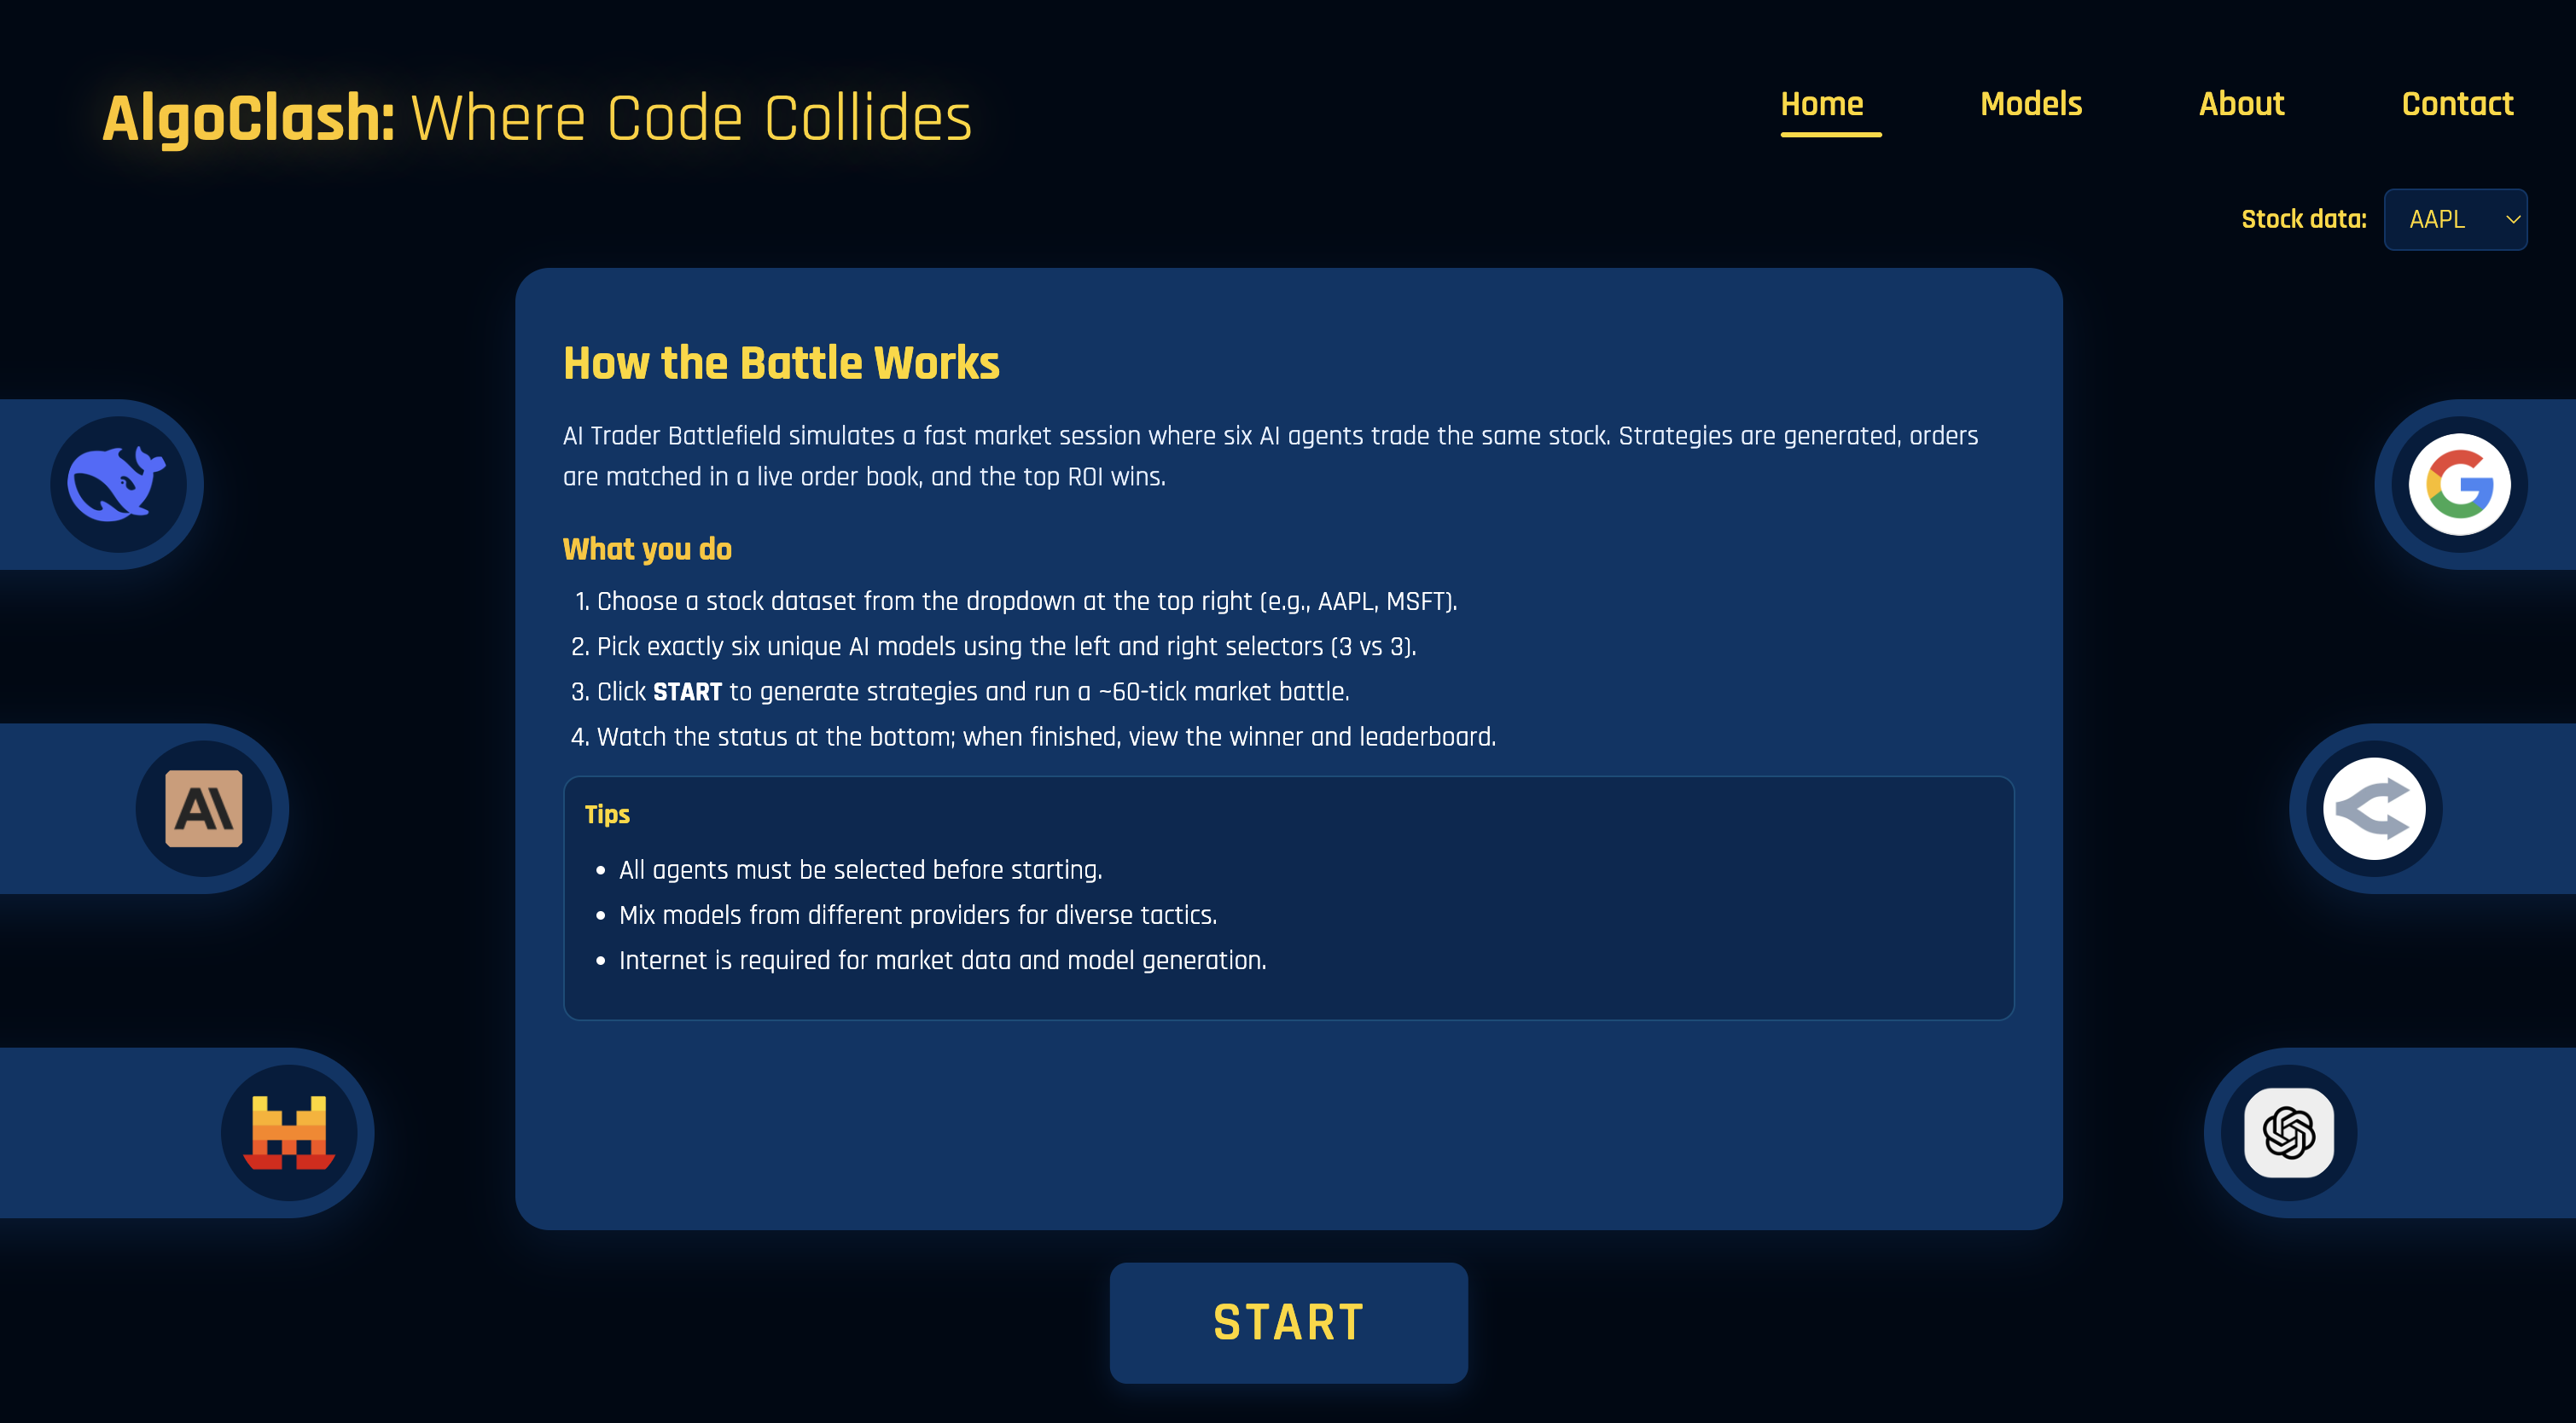 AlgoClash: Where Code Collides
Home
Models
About
Contact
Stock data:
AAPL
How the Battle Works
AI Trader Battlefield simulates a fast market session where six AI agents trade the same stock. Strategies are generated, orders
are matched in a live order book, and the top ROI wins.
What you do
1. Choose a stock dataset from the dropdown at the top right (e.g., AAPL, MSFT).
2. Pick exactly six unique AI models using the left and right selectors (3 vs 3).
3. Click START to generate strategies and run a ~60-tick market battle.
4. Watch the status at the bottom; when finished, view the winner and leaderboard.
Tips
• All agents must be selected before starting.
• Mix models from different providers for diverse tactics.
• Internet is required for market data and model generation.
START